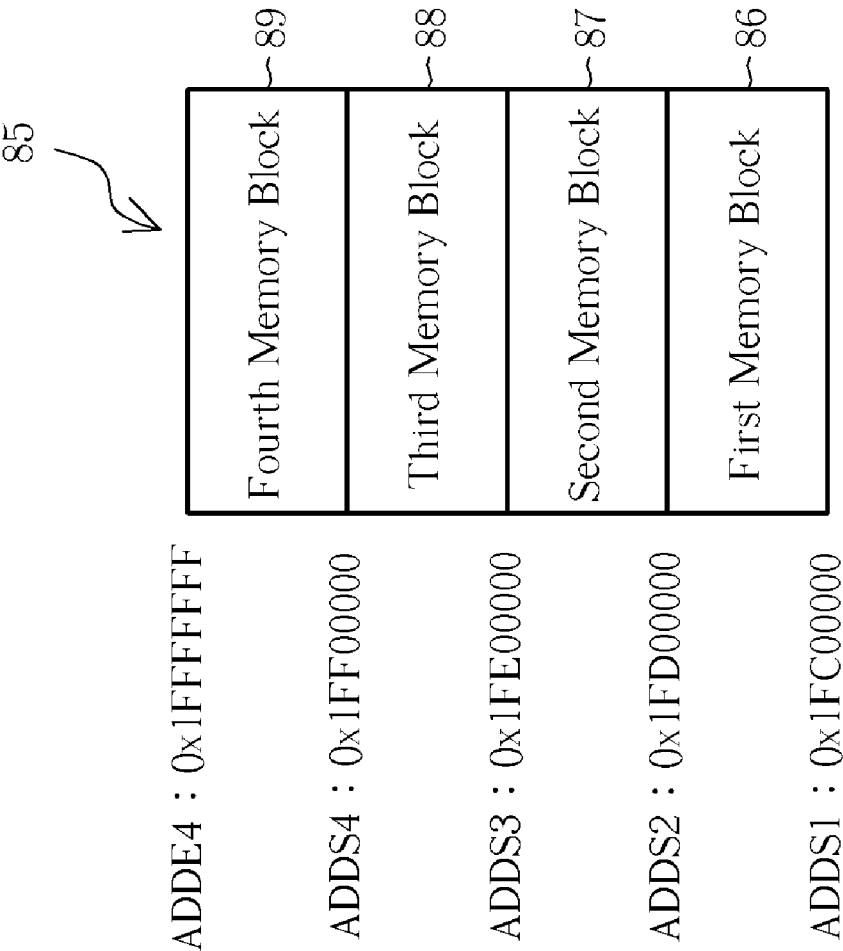 85
ADDE4 : 0x1FFFFFFF
Fourth Memory Block 89
ADDS4 : 0x1FF00000
Third Memory Block 88
ADDS3 : 0x1FE00000
Second Memory Block 87
ADDS2 : 0x1FD00000
First Memory Block 86
ADDS1 : 0x1FC00000